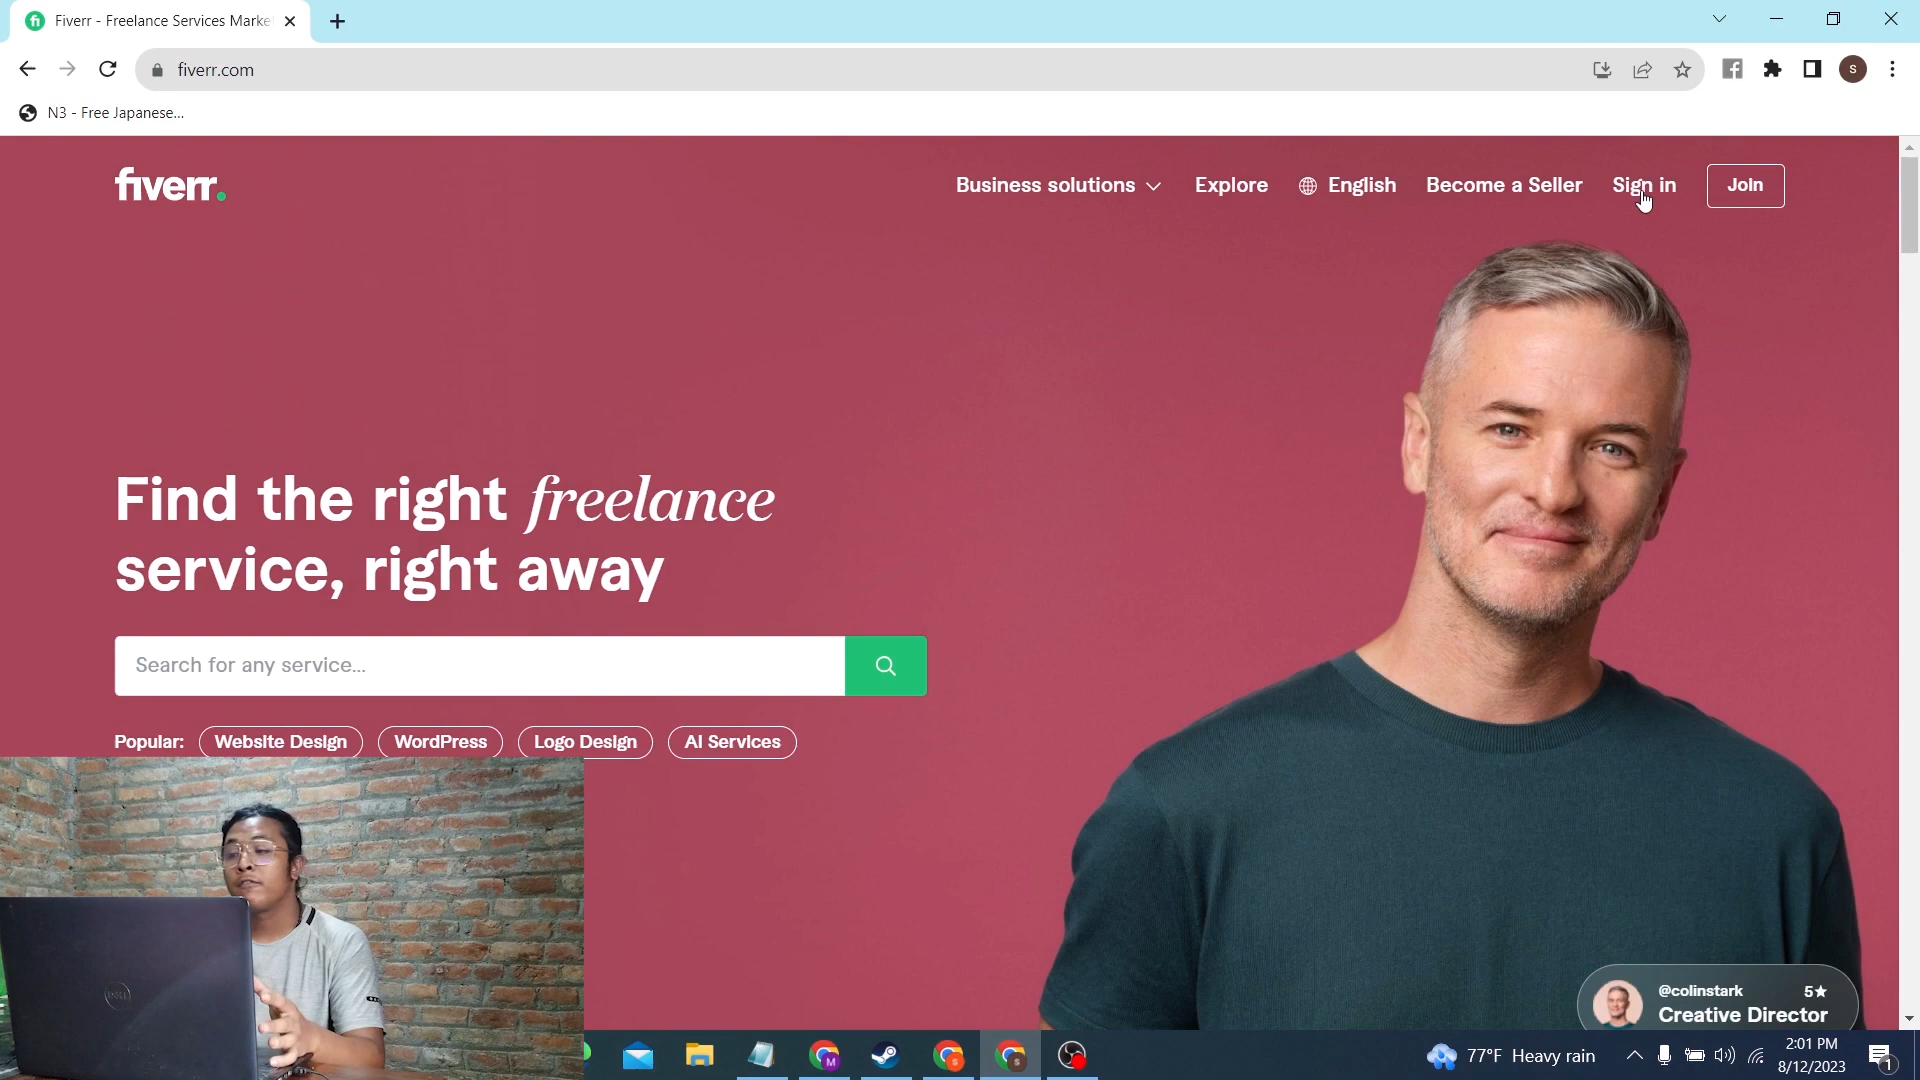 Fiverr - Freelance Services Marke
fiverr.com
S
N3 - Free Japanese...
fiverr.
Business solutions
Explore
English
Become a Seller
Sign in
Join
Find the right freelance
service, right away
Search for any service...
Popular:
Website Design
WordPress
Logo Design
AI Services
@colinstark 5★
Creative Director
DELL
M
S
S
77°F Heavy rain
2:01 PM
8/12/2023
1